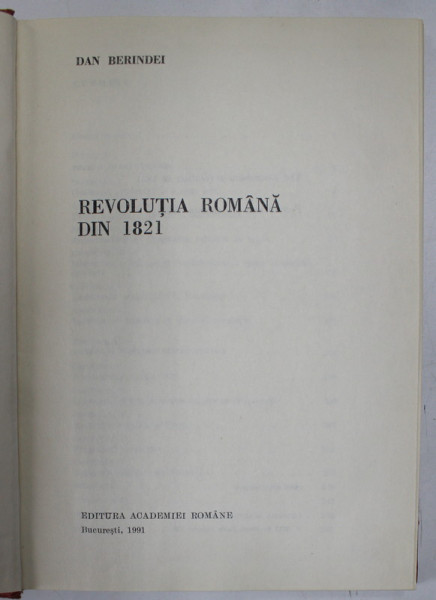 DAN BERINDEI
REVOLUȚIA ROMÂNĂ
DIN 1821
EDITURA ACADEMIEI ROMÂNE
București, 1991